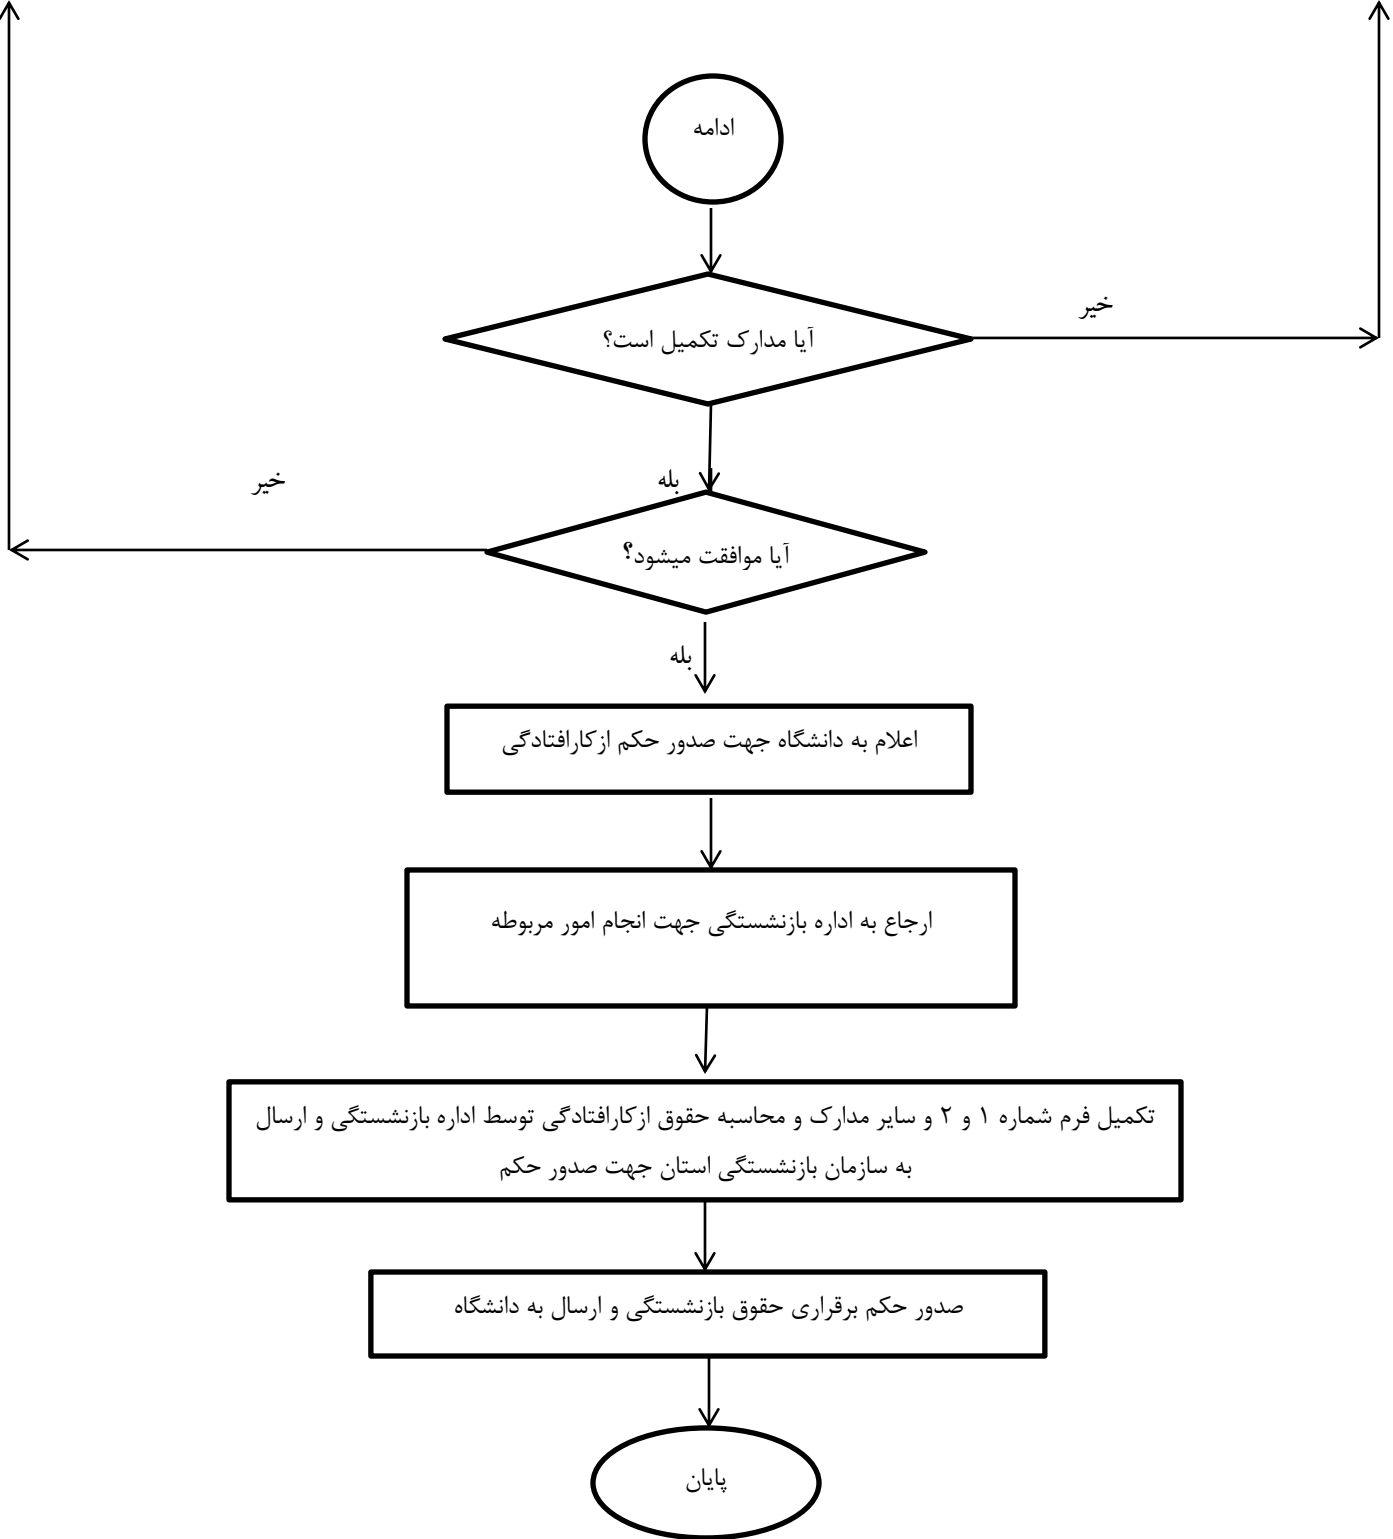 ادامه
خیر
آیا مدارک تکمیل است؟
بله
خیر
آیا موافقت میشود؟
بله
اعلام به دانشگاه جهت صدور حکم ازکارافتادگی
ارجاع به اداره بازنشستگی جهت انجام امور مربوطه
تکمیل فرم شماره ۱ و ۲ و سایر مدارک و محاسبه حقوق ازکارافتادگی توسط اداره بازنشستگی و ارسال
به سازمان بازنشستگی استان جهت صدور حکم
صدور حکم برقراری حقوق بازنشستگی و ارسال به دانشگاه
پایان